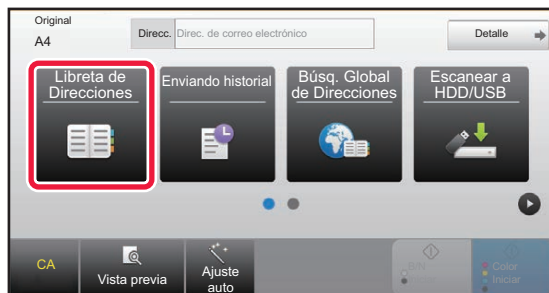 Original
A4
Direcc.
Direc. de correo electrónico
Detalle
Libreta de
Direcciones
Enviando historial
Búsq. Global
de Direcciones
Escanear a
HDD/USB
CA
Vista previa
Ajuste
auto
B/N
Color
Iniciar